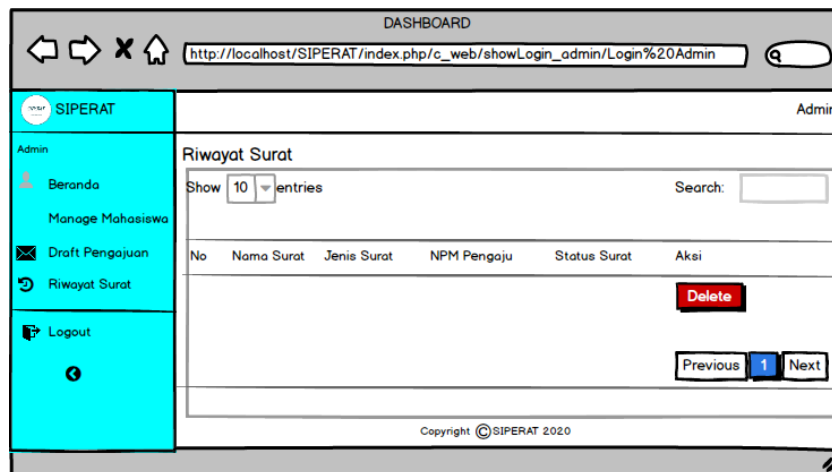 DASHBOARD
http://localhost/SIPERAT/index.php/c_web/showLogin_admin/Login%20Admin
SIPERAT
Admin
Admin
Beranda
Manage Mahasiswa
Draft Pengajuan
Riwayat Surat
Logout
Riwayat Surat
Show 10 entries
Search:
No Nama Surat Jenis Surat NPM Pengaju Status Surat Aksi
Delete
Previous 1 Next
Copyright ©SIPERAT 2020